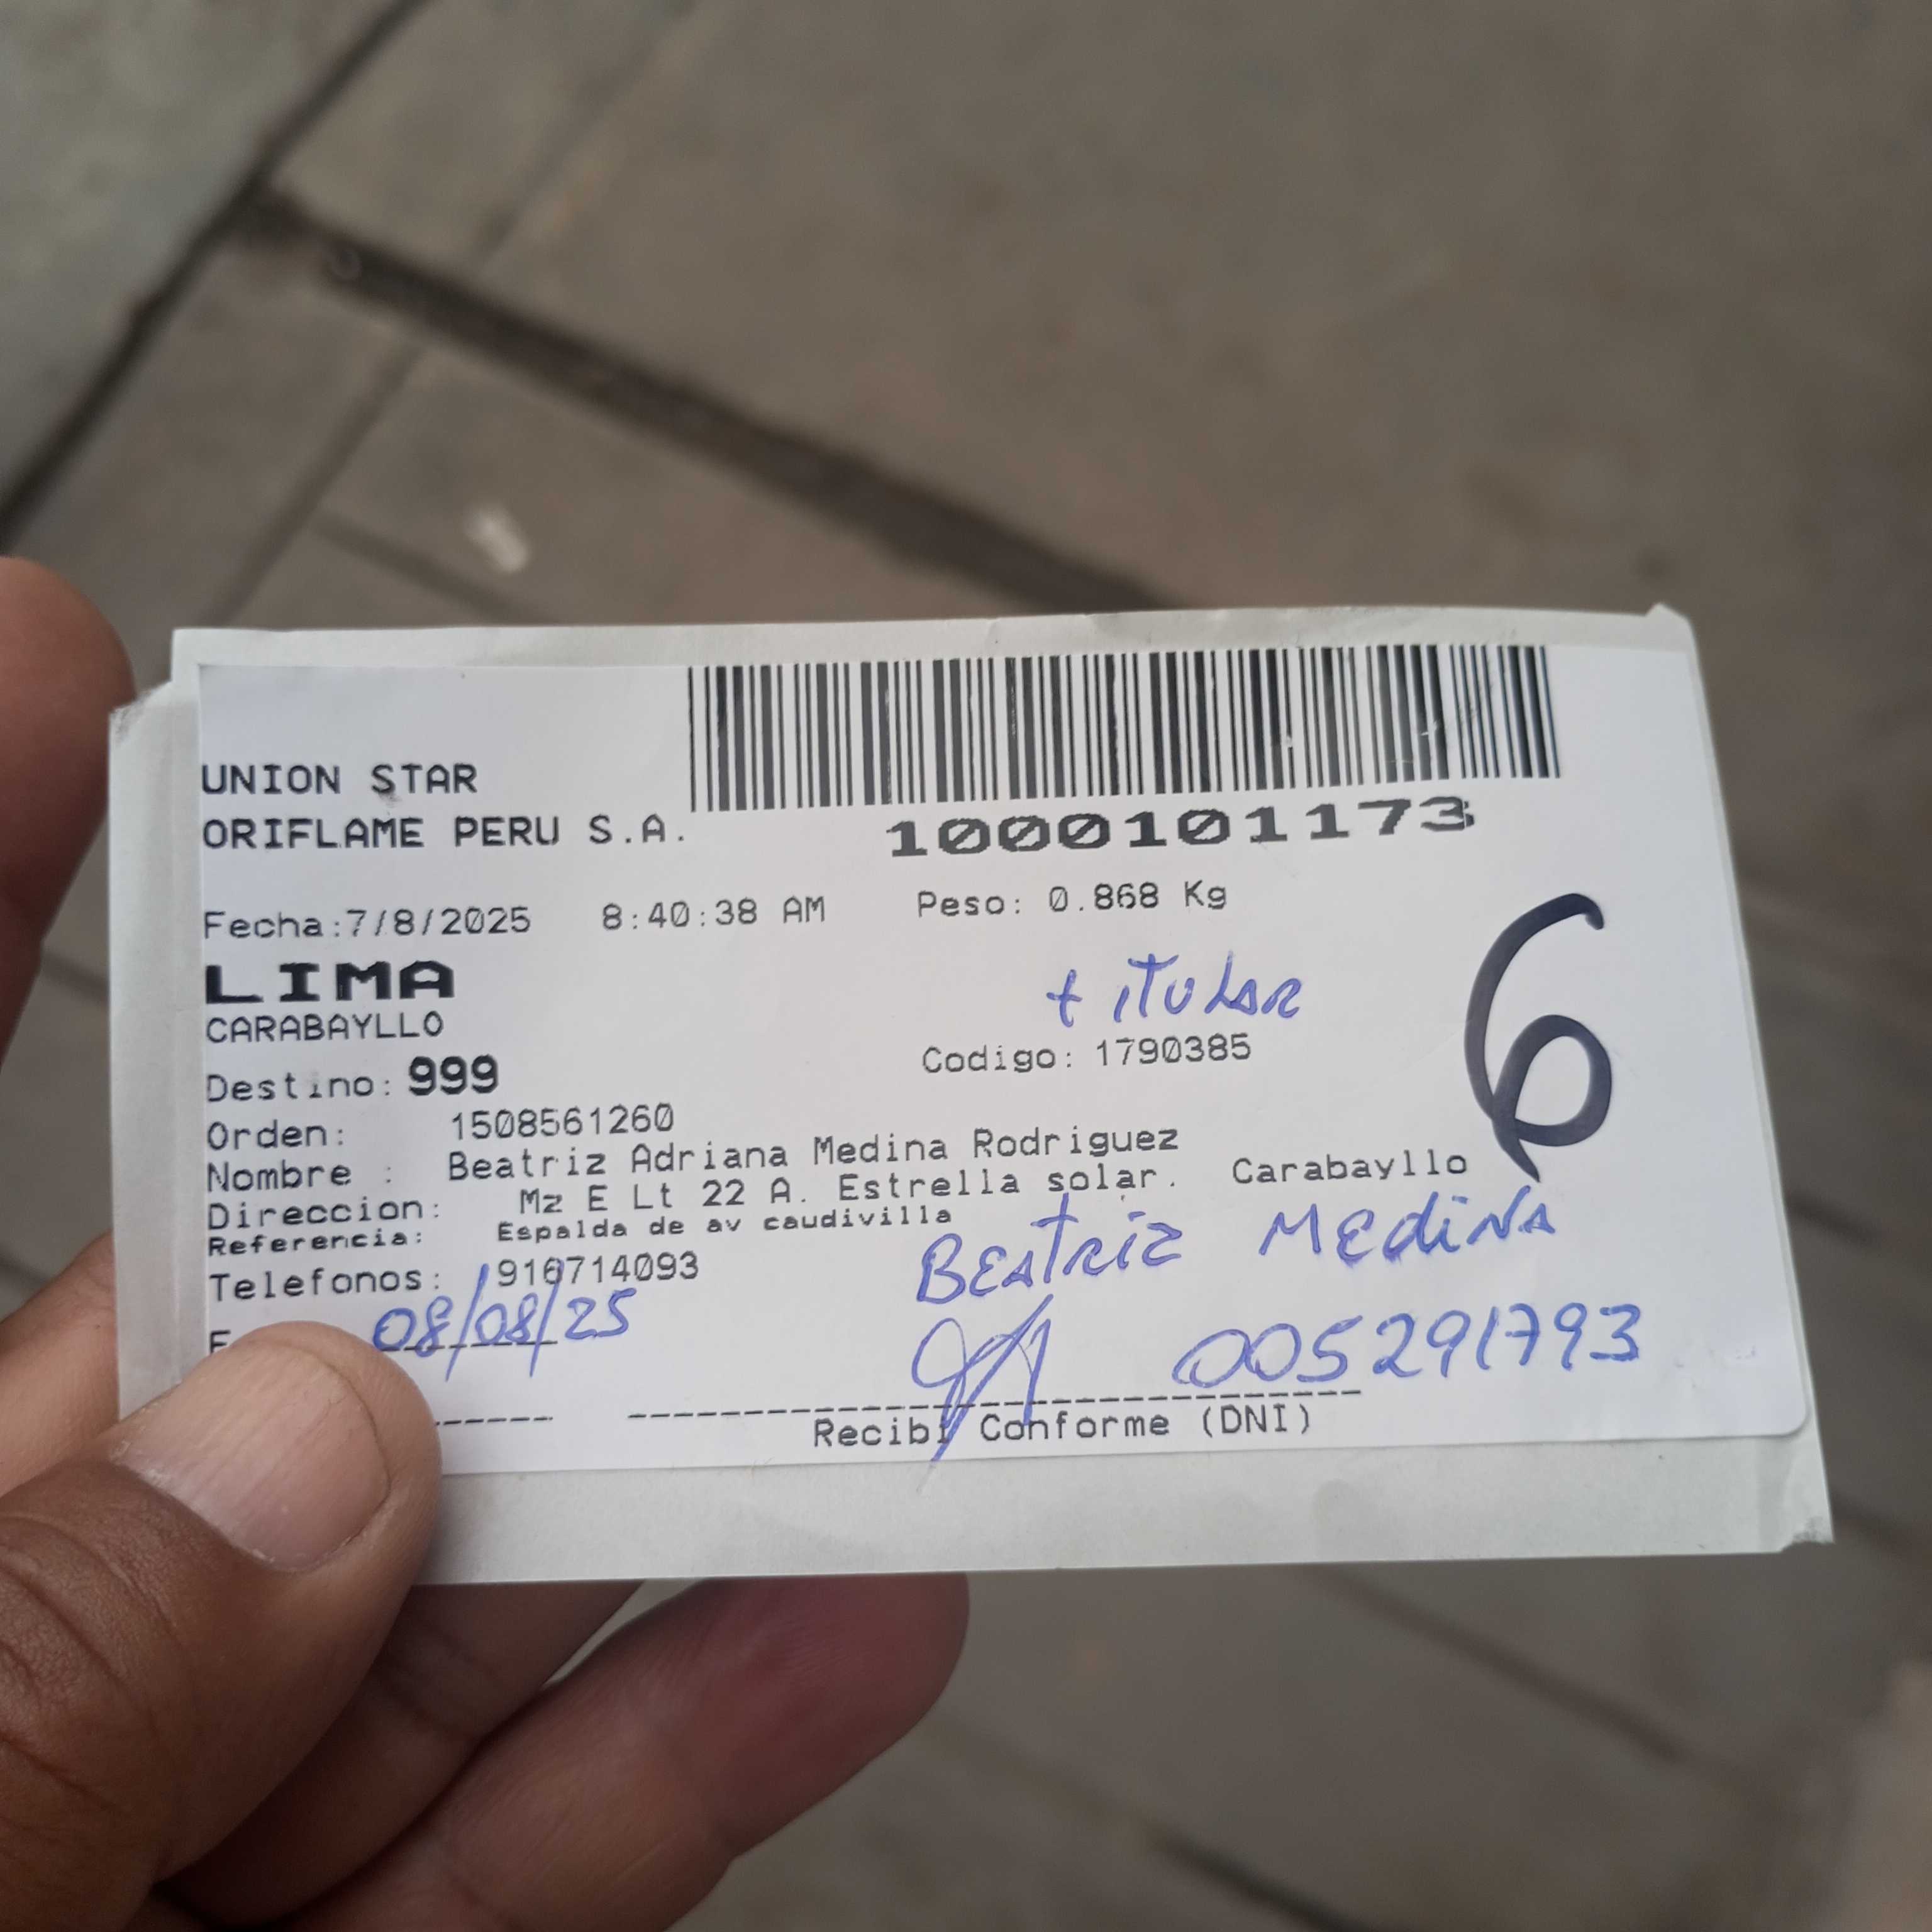 UNION STAR
ORIFLAME PERU S.A.
1000101173
Fecha:7/8/2025 8:40:38 AM Peso: 0.868 Kg
LIMA
+ iTULAR
CARABAYLLO
Codigo: 1790385
6
Destino: 999
Orden: 1508561260
Nombre : Beatriz Adriana Medina Rodriguez
Direccion: Mz E Lt 22 A. Estrella solar. Carabayllo
Referencia: Espalda de av caudivilla
BEATRiz MEdiNA
Telefonos: 916714093
08/08/25
005291793
Recibi Conforme (DNI)